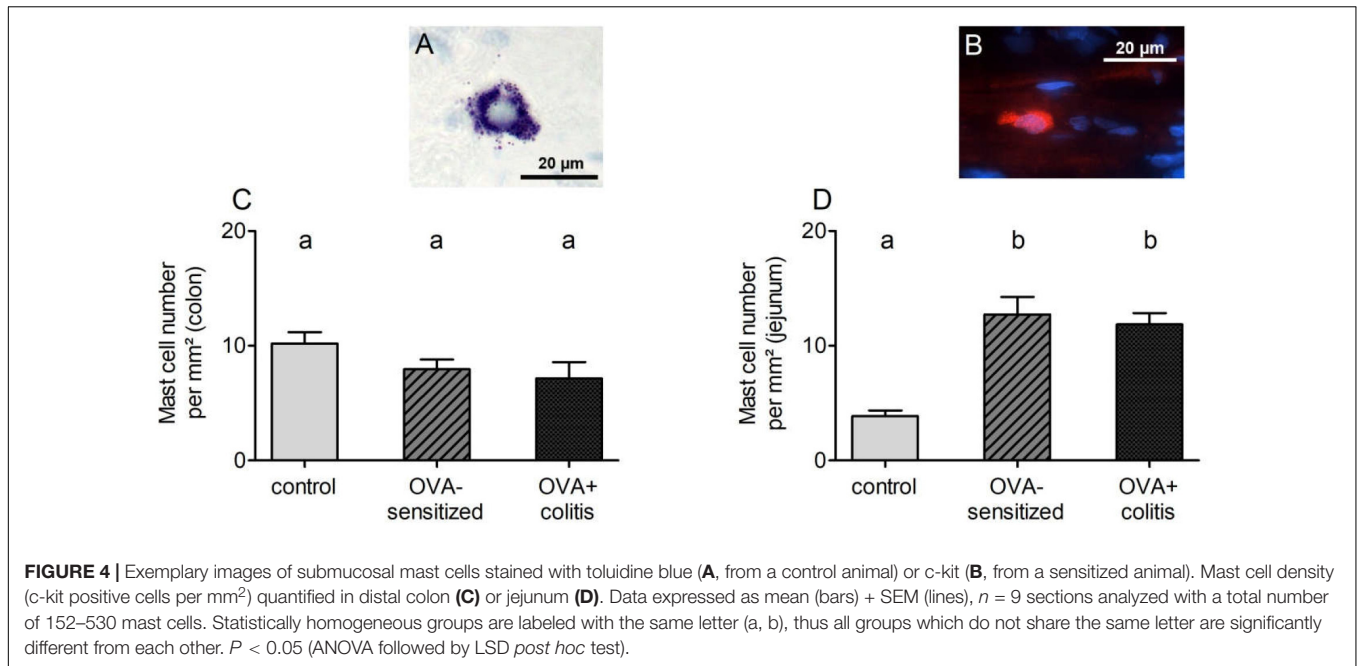 A
20 µm
B
20 µm
C
Mast cell number
per mm² (colon)
20
10
0
a
a
a
control
OVA-
sensitized
OVA+
colitis
D
Mast cell number
per mm² (jejunum)
20
10
0
a
b
b
control
OVA-
sensitized
OVA+
colitis
FIGURE 4 | Exemplary images of submucosal mast cells stained with toluidine blue (A, from a control animal) or c-kit (B, from a sensitized animal). Mast cell density
(c-kit positive cells per mm²) quantified in distal colon (C) or jejunum (D). Data expressed as mean (bars) + SEM (lines), n = 9 sections analyzed with a total number
of 152–530 mast cells. Statistically homogeneous groups are labeled with the same letter (a, b), thus all groups which do not share the same letter are significantly
different from each other. P < 0.05 (ANOVA followed by LSD post hoc test).